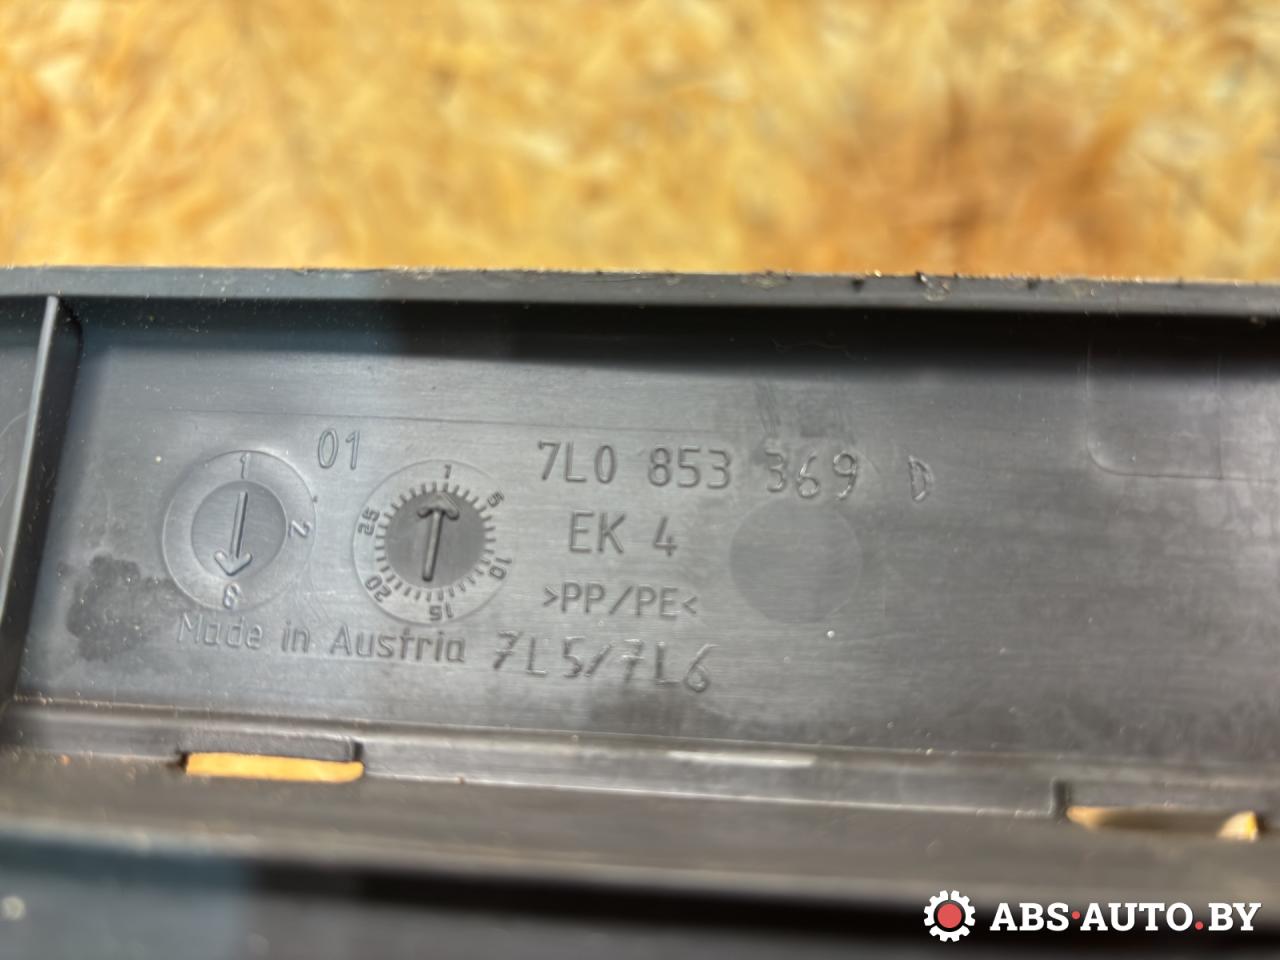 01
7L0 853 369 D
1
2
3
1
5
10
15
20
25
EK 4
>PP/PE<
Made in Austria
7L5/7L6
ABS·AUTO.BY